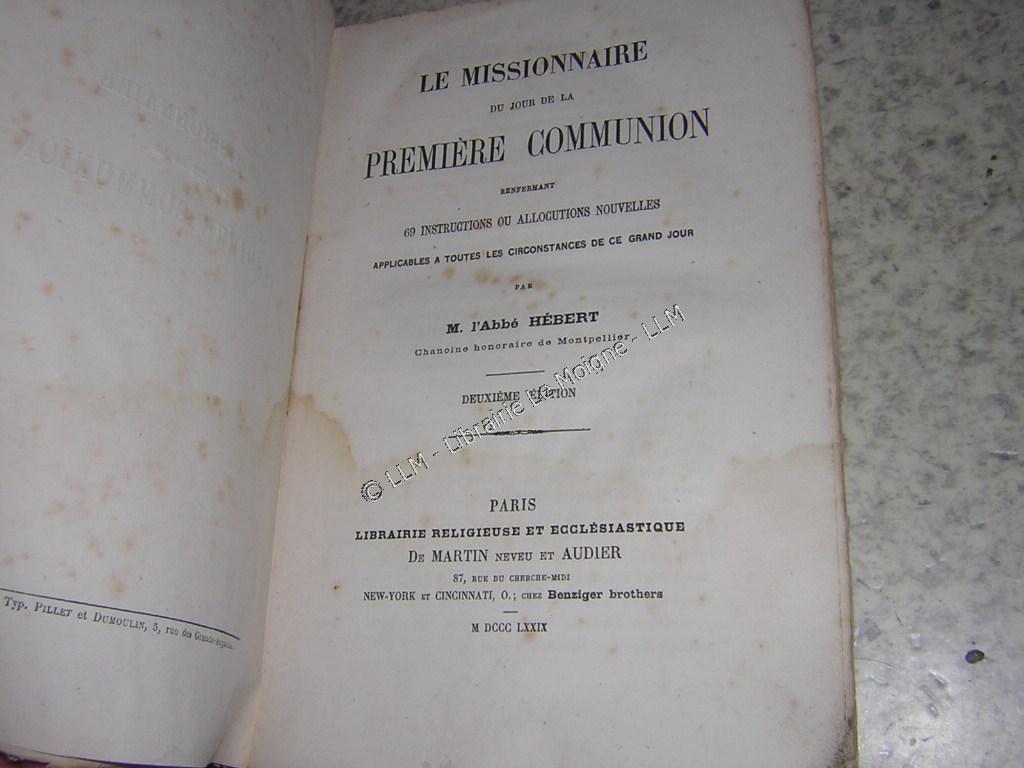 LE MISSIONNAIRE
DU JOUR DE LA
PREMIÈRE COMMUNION
RENFERMANT
69 INSTRUCTIONS OU ALLOCUTIONS NOUVELLES
APPLICABLES A TOUTES LES CIRCONSTANCES DE CE GRAND JOUR
PAR
M. l'Abbé HÉBERT
Chanoine honoraire de Montpellier
DEUXIÈME ÉDITION
PARIS
LIBRAIRIE RELIGIEUSE ET ECCLÉSIASTIQUE
DE MARTIN NEVEU ET AUDIER
87, RUE DU CHERCHE-MIDI
NEW-YORK ET CINCINNATI, O.; CHEZ Benziger brothers
M DCCC LXXIX
Typ. PILLET et DUMOULIN, 5, rue des Grands-Augustins
© LLM - Librairie Le Moigne - LLM